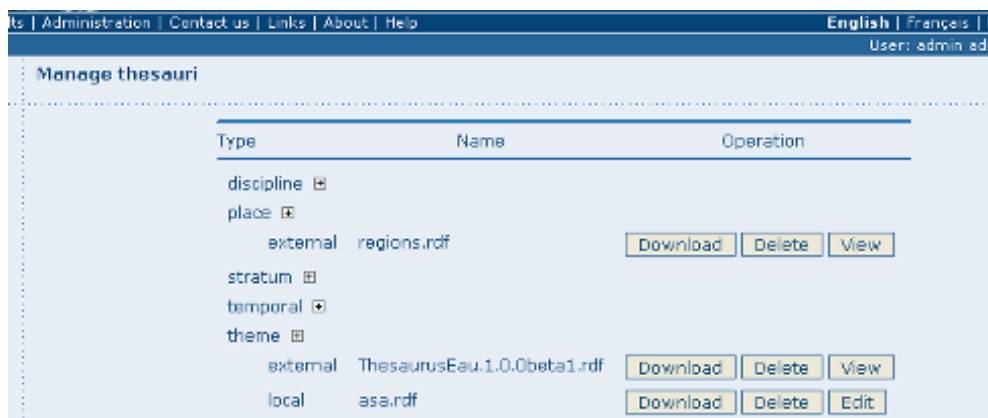 lts | Administration | Contact us | Links | About | Help English | Français |
User: admin ad
Manage thesauri
Type Name Operation
discipline
place
external regions.rdf Download Delete View
stratum
temporal
theme
external ThesaurusEau.1.0.0beta1.rdf Download Delete View
local asa.rdf Download Delete Edit